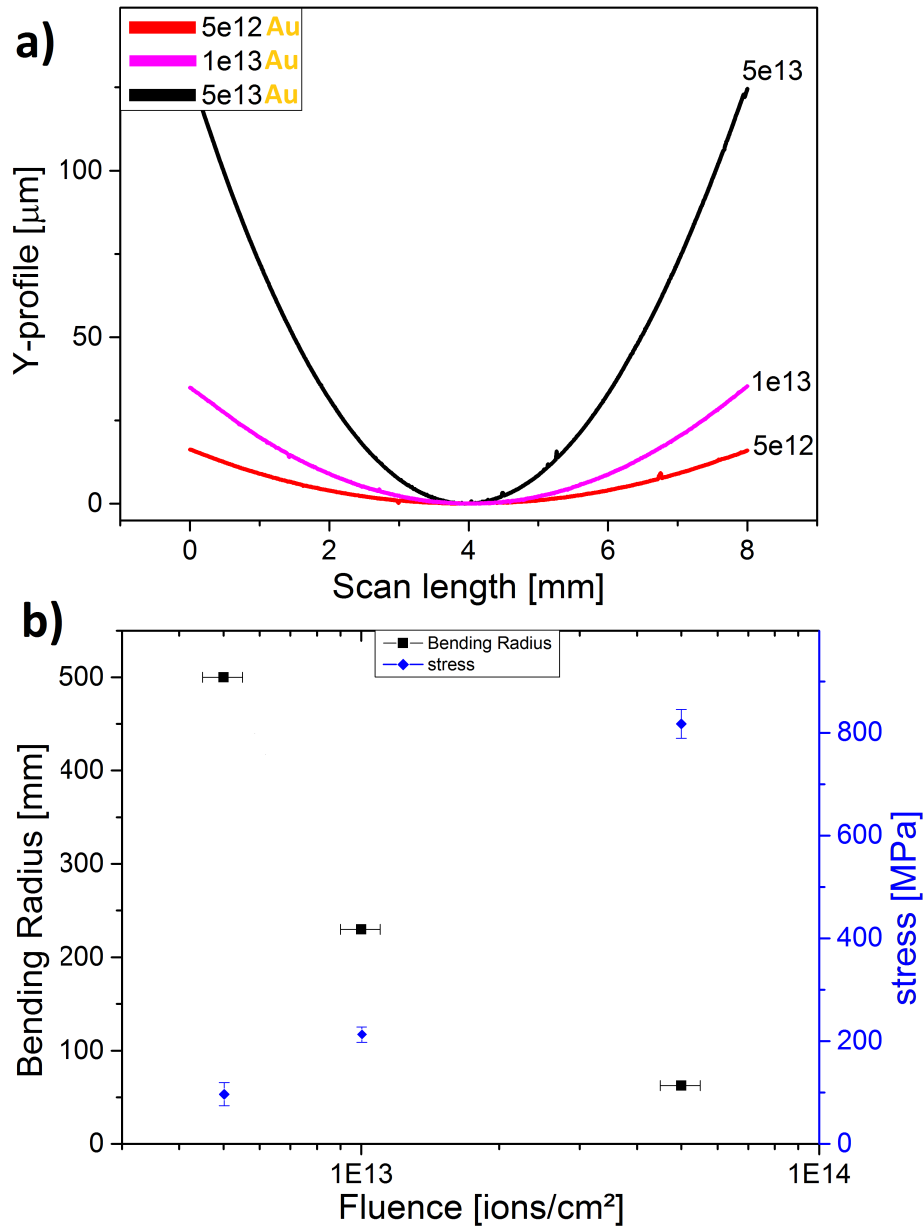 a)
5e12 Au
1e13 Au
5e13 Au
5e13
1e13
5e12
Y-profile [μm]
100
50
0
0 2 4 6 8
Scan length [mm]
b)
Bending Radius
stress
Bending Radius [mm]
500
400
300
200
100
0
800
600
400
200
0
stress [MPa]
1E13 1E14
Fluence [ions/cm²]